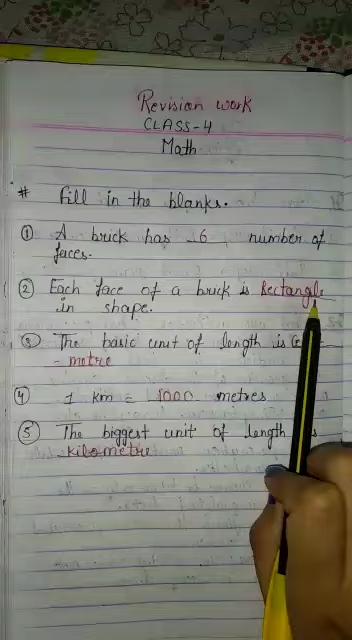 Revision work
CLASS-4
Math
# Fill in the blanks.
① A brick has 6 number of
faces.
② Each face of a brick is Rectangle
in shape.
③ The basic unit of length is
- metre
④ 1 km = 1000 metres
⑤ The biggest unit of length
- kilometre